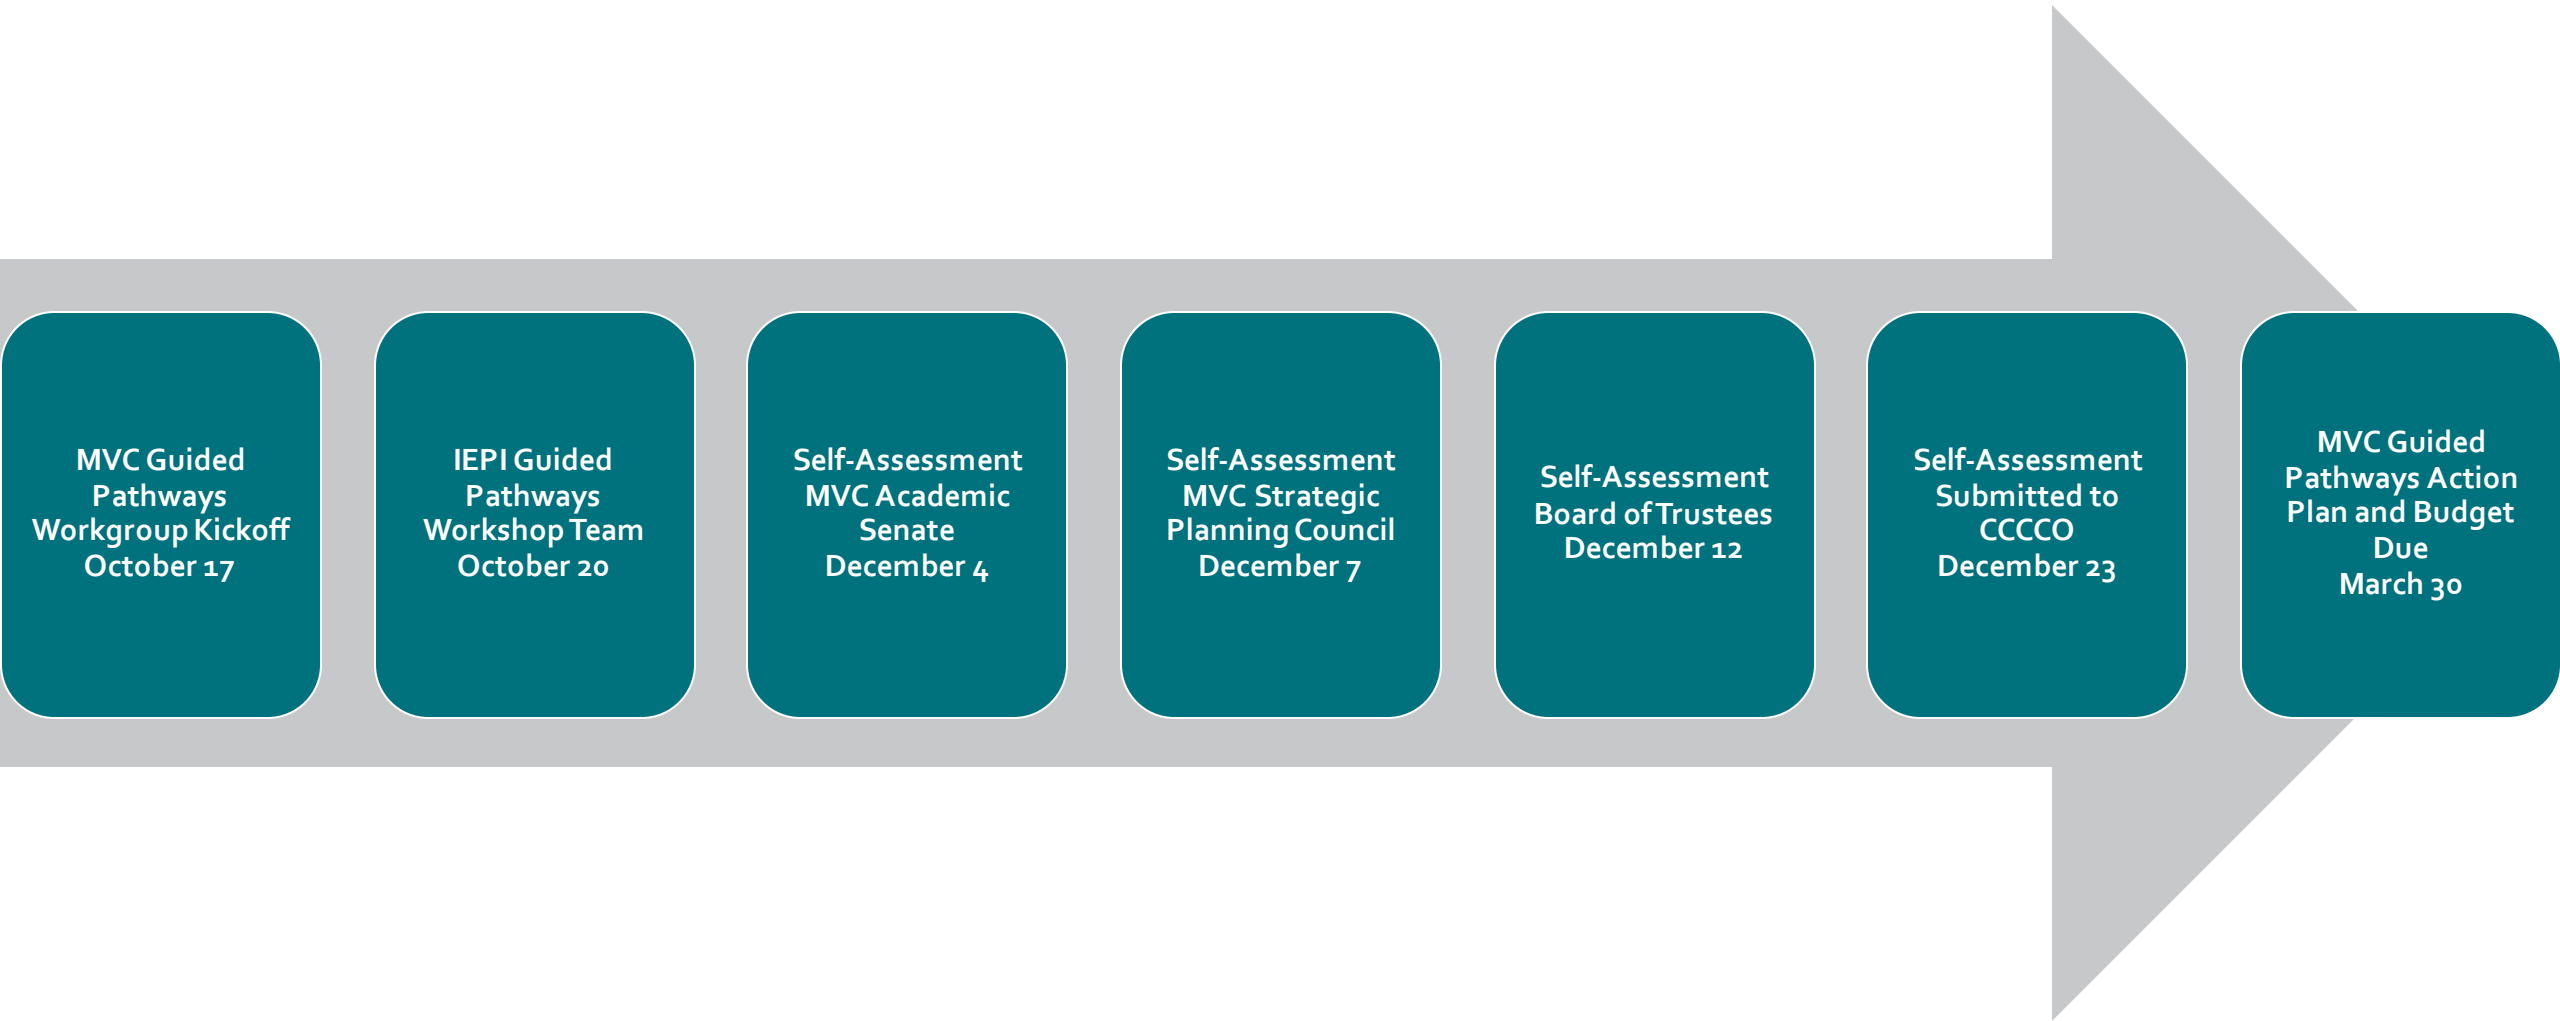 MVC Guided
Pathways
Workgroup Kickoff
October 17
IEPI Guided
Pathways
Workshop Team
October 20
Self-Assessment
MVC Academic
Senate
December 4
Self-Assessment
MVC Strategic
Planning Council
December 7
Self-Assessment
Board of Trustees
December 12
Self-Assessment
Submitted to
CCCCO
December 23
MVC Guided
Pathways Action
Plan and Budget
Due
March 30